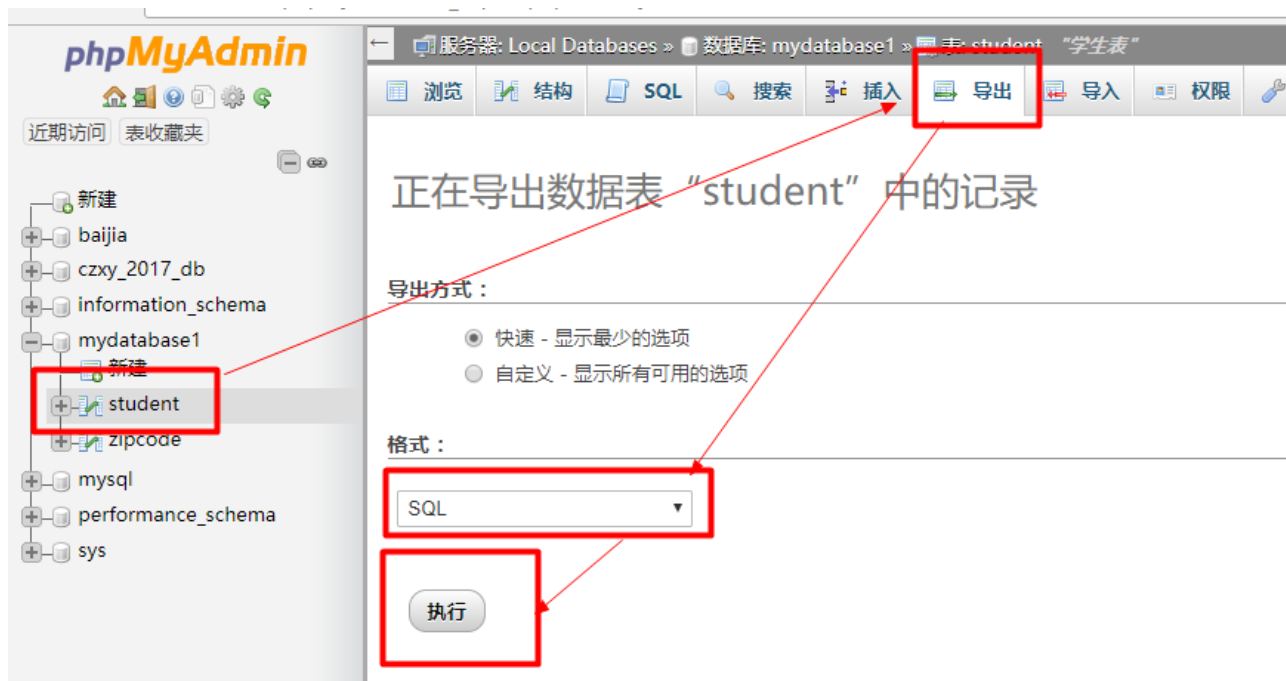 phpMyAdmin
近期访问 表收藏夹
新建
baijia
czxy_2017_db
information_schema
mydatabase1
新建
student
zipcode
mysql
performance_schema
sys
服务器: Local Databases » 数据库: mydatabase1 » 表: student “学生表”
浏览 结构 SQL 搜索 插入 导出 导入 权限
正在导出数据表“student”中的记录
导出方式：
快速 - 显示最少的选项
自定义 - 显示所有可用的选项
格式：
SQL
执行